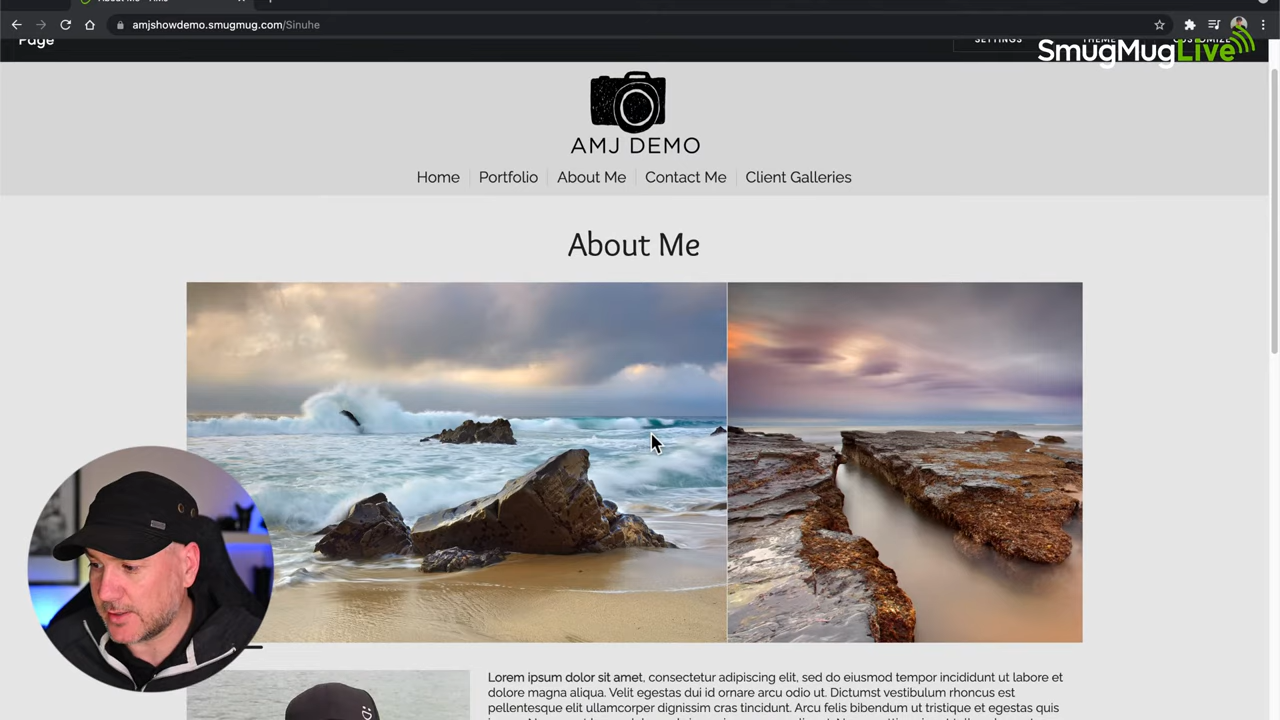 amjshowdemo.smugmug.com/Sinuhe
Page
SETTINGS
THEME
CUSTOMIZE
SmugMugLive
AMJ DEMO
Home
Portfolio
About Me
Contact Me
Client Galleries
About Me
Lorem ipsum dolor sit amet, consectetur adipiscing elit, sed do eiusmod tempor incididunt ut labore et
dolore magna aliqua. Velit egestas dui id ornare arcu odio ut. Dictumst vestibulum rhoncus est
pellentesque elit ullamcorper dignissim cras tincidunt. Arcu felis bibendum ut tristique et egestas quis